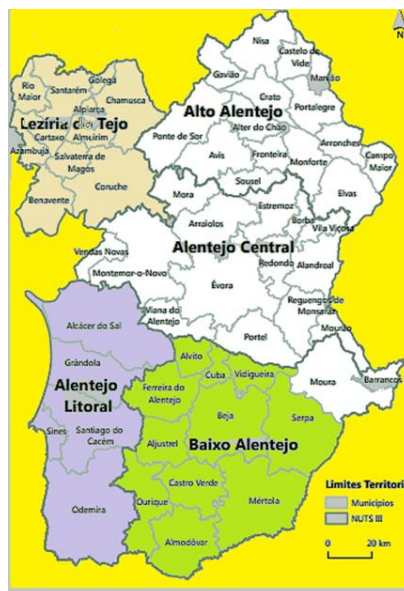 N
Nisa
Castelo de
Vide
Gavião
Marvão
Crato
Alto Alentejo
Portalegre
Alter do Chão
Ponte de Sor
Avis
Fronteira
Arronches
Monforte
Campo
Maior
Sousel
Elvas
Rio
Maior
Santarém
Golegã
Chamusca
Alpiarça
Lezíria do Tejo
Cartaxo
Almeirim
Azambuja
Salvaterra de
Magos
Coruche
Benavente
Mora
Estremoz
Arraiolos
Borba
Vila Viçosa
Alentejo Central
Vendas Novas
Redondo
Alandroal
Montemor-o-Novo
Évora
Reguengos de
Monsaraz
Viana do
Alentejo
Portel
Mourão
Moura
Barrancos
Alcácer do Sal
Grândola
Alentejo
Litoral
Sines
Santiago do
Cacém
Odemira
Alvito
Cuba
Vidigueira
Ferreira do
Alentejo
Beja
Serpa
Aljustrel
Baixo Alentejo
Castro Verde
Ourique
Mértola
Almodôvar
Limites Territori
Municípios
NUTS III
0 20 km